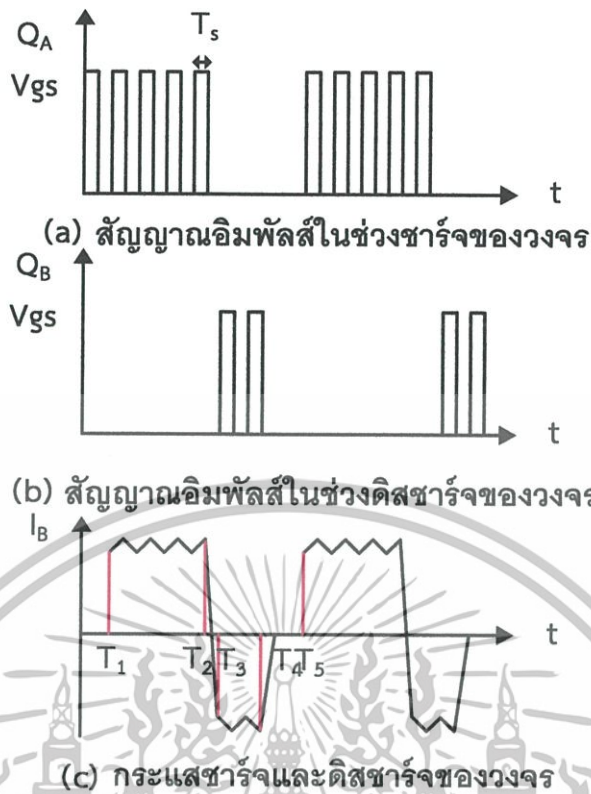 Q_A
T_s
Vgs
t
(a) สัญญาณอิมพัลส์ในช่วงชาร์จของวงจร
Q_B
Vgs
t
(b) สัญญาณอิมพัลส์ในช่วงดิสชาร์จของวงจร
I_B
t
T_1 T_2 T_3 T_4 T_5
(c) กระแสชาร์จและดิสชาร์จของวงจร